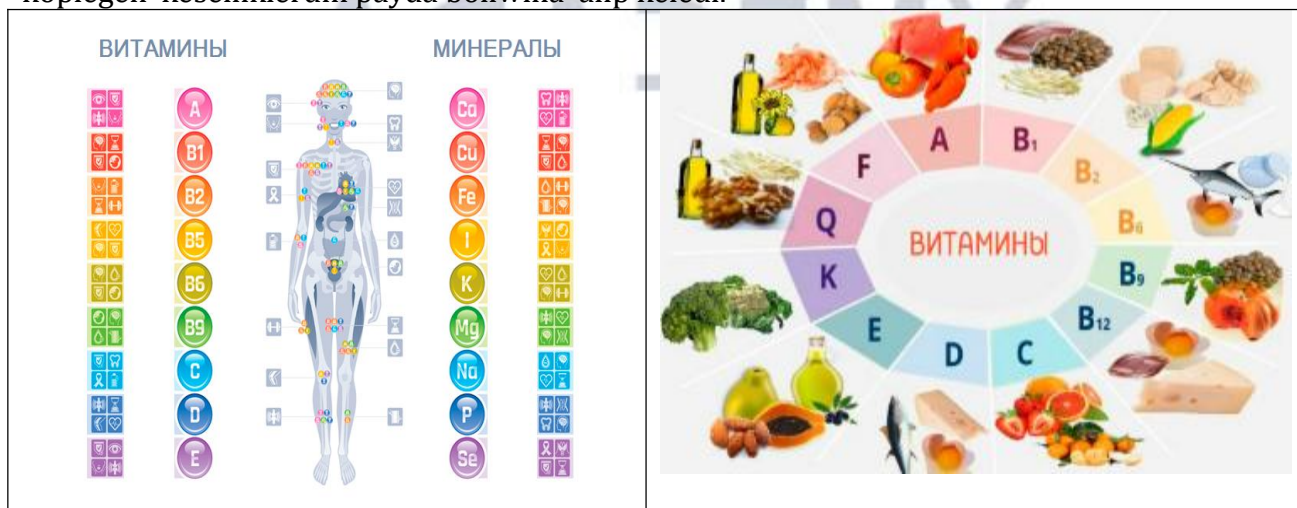 ВИТАМИНЫ МИНЕРАЛЫ
A Ca
B1 Cu
B2 Fe
B5 I
B6 K
B9 Mg
C Na
D P
E Se
A
B₁
B₂
B₆
B₉
B₁₂
C
D
E
K
Q
F
ВИТАМИНЫ